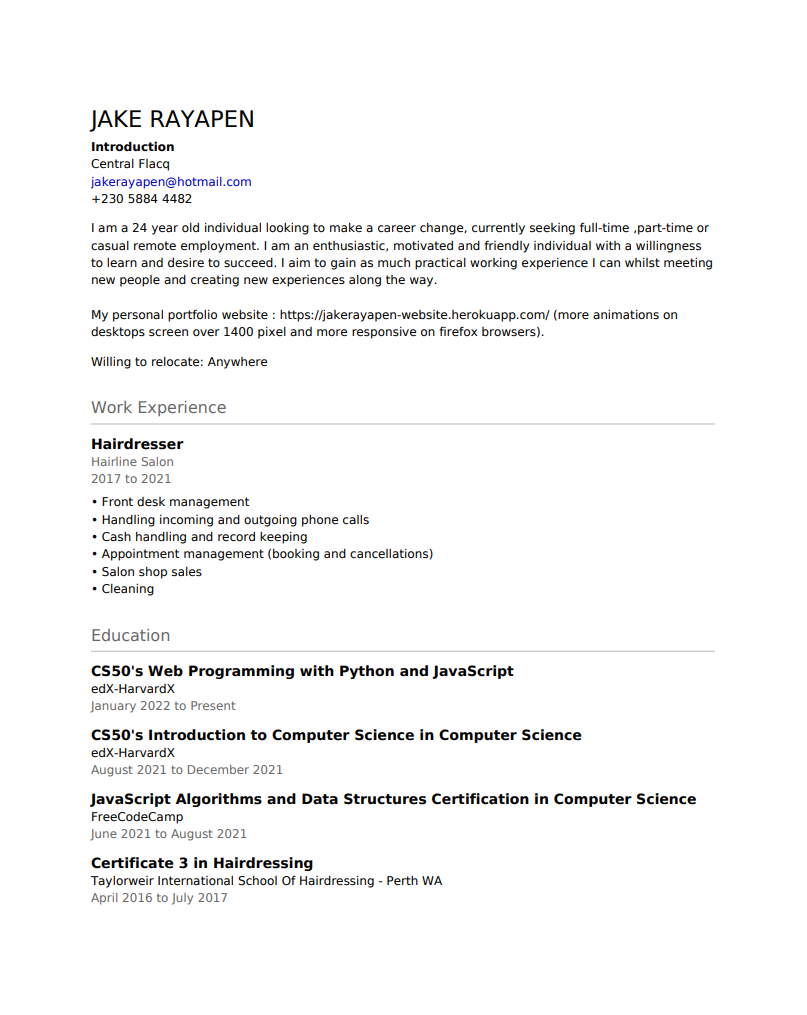 JAKE RAYAPEN
Introduction
Central Flacq
jakerayapen@hotmail.com
+230 5884 4482
I am a 24 year old individual looking to make a career change, currently seeking full-time ,part-time or
casual remote employment. I am an enthusiastic, motivated and friendly individual with a willingness
to learn and desire to succeed. I aim to gain as much practical working experience I can whilst meeting
new people and creating new experiences along the way.
My personal portfolio website : https://jakerayapen-website.herokuapp.com/ (more animations on
desktops screen over 1400 pixel and more responsive on firefox browsers).
Willing to relocate: Anywhere
Work Experience
Hairdresser
Hairline Salon
2017 to 2021
• Front desk management
• Handling incoming and outgoing phone calls
• Cash handling and record keeping
• Appointment management (booking and cancellations)
• Salon shop sales
• Cleaning
Education
CS50's Web Programming with Python and JavaScript
edX-HarvardX
January 2022 to Present
CS50's Introduction to Computer Science in Computer Science
edX-HarvardX
August 2021 to December 2021
JavaScript Algorithms and Data Structures Certification in Computer Science
FreeCodeCamp
June 2021 to August 2021
Certificate 3 in Hairdressing
Taylorweir International School Of Hairdressing - Perth WA
April 2016 to July 2017